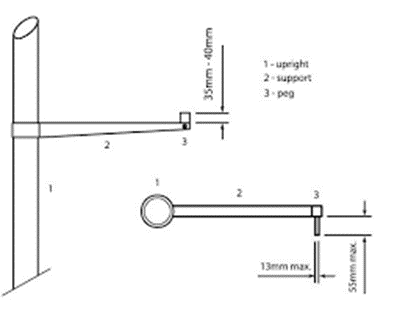 35mm - 40mm
1 - upright
2 - support
3 - peg
2
3
1
1
2
3
13mm max.
55mm max.